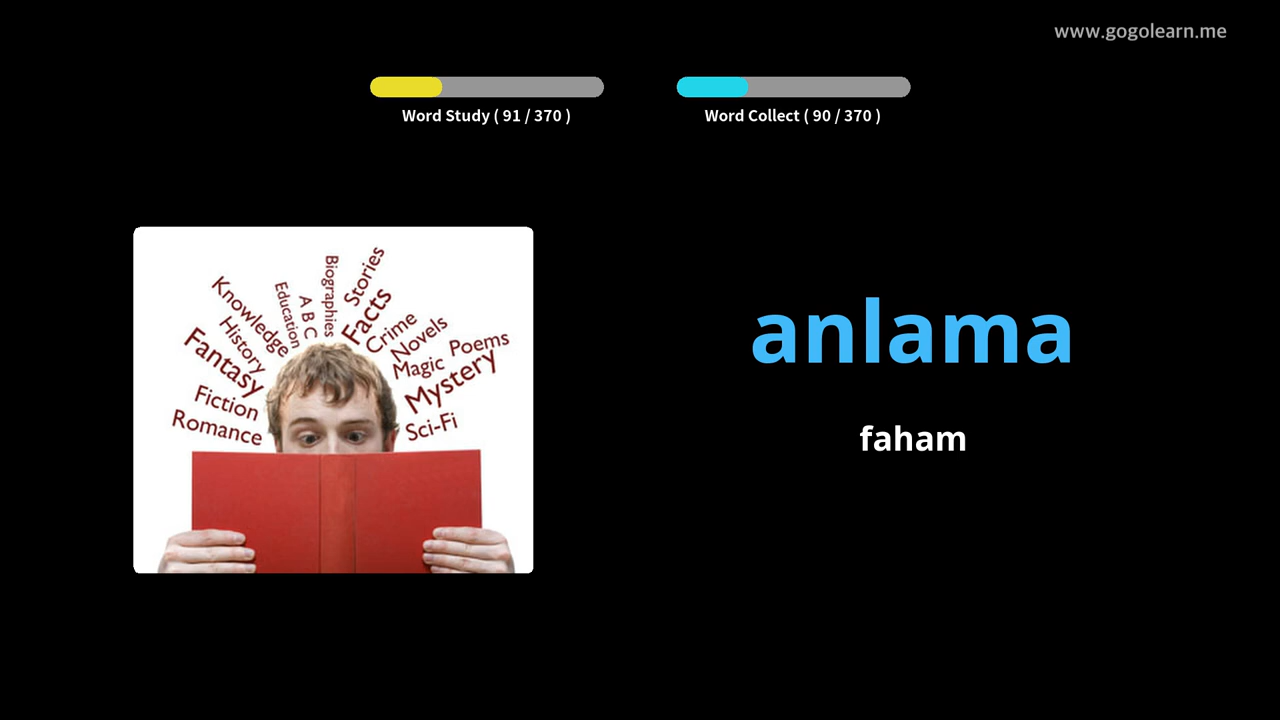 www.gogolearn.me
Word Study ( 91 / 370 )
Word Collect ( 90 / 370 )
Romance
Fiction
Fantasy
History
Knowledge
Education
A B C
Biographies
Stories
Facts
Crime
Novels
Magic
Poems
Mystery
Sci-Fi
anlama
faham